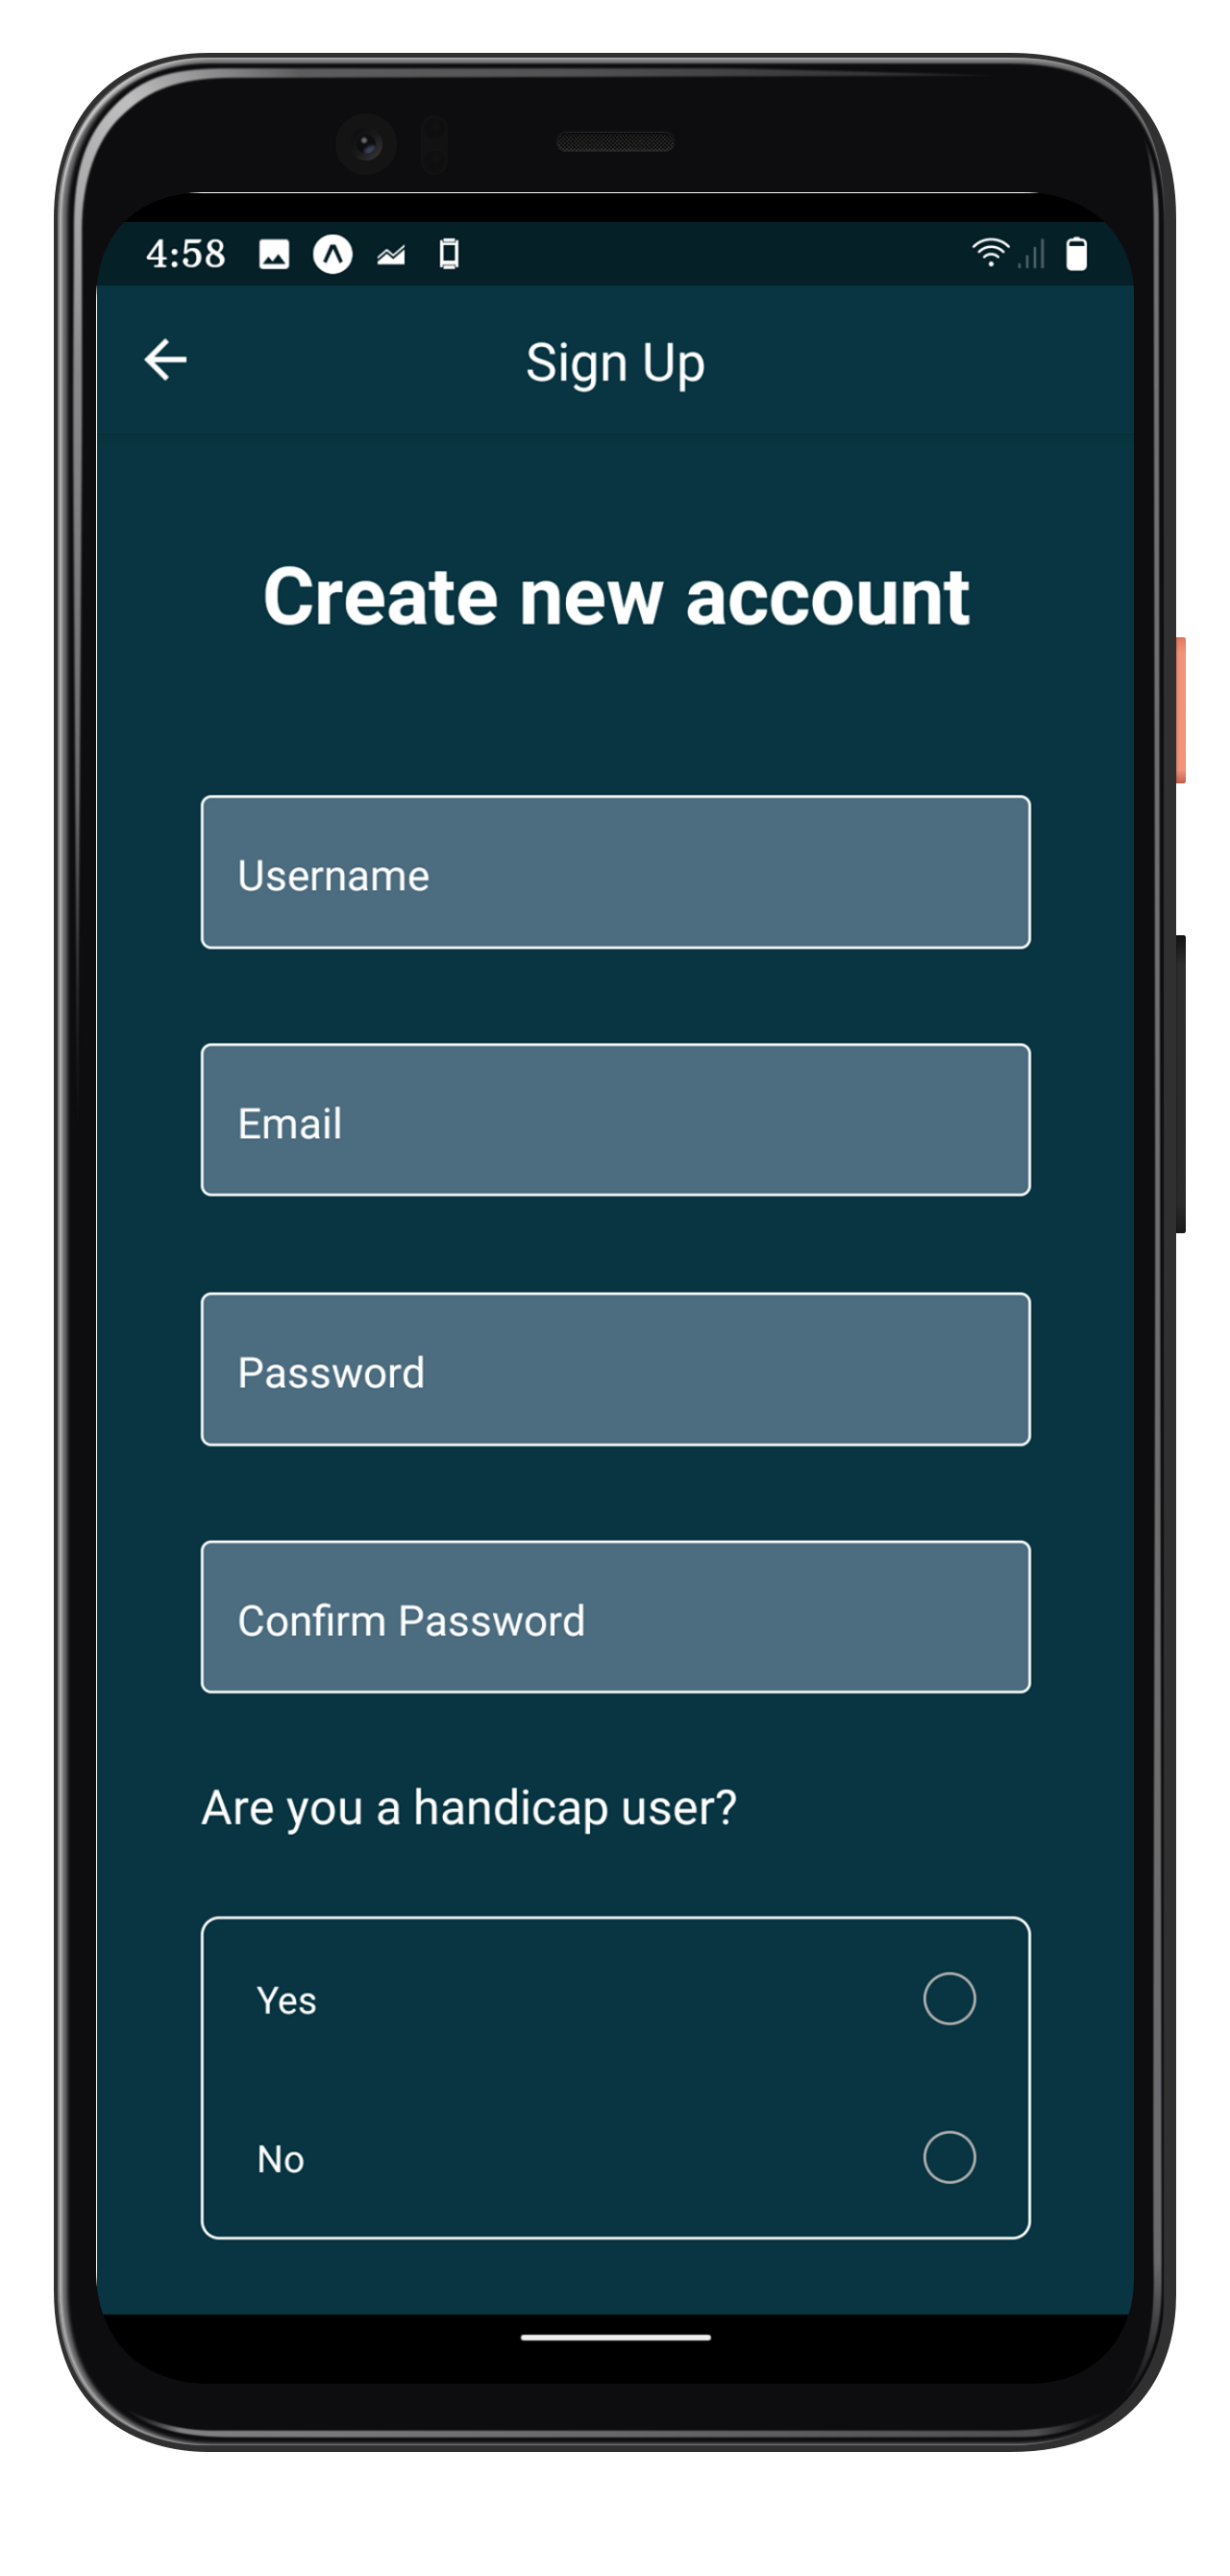 4:58
Sign Up
Create new account
Username
Email
Password
Confirm Password
Are you a handicap user?
Yes
No